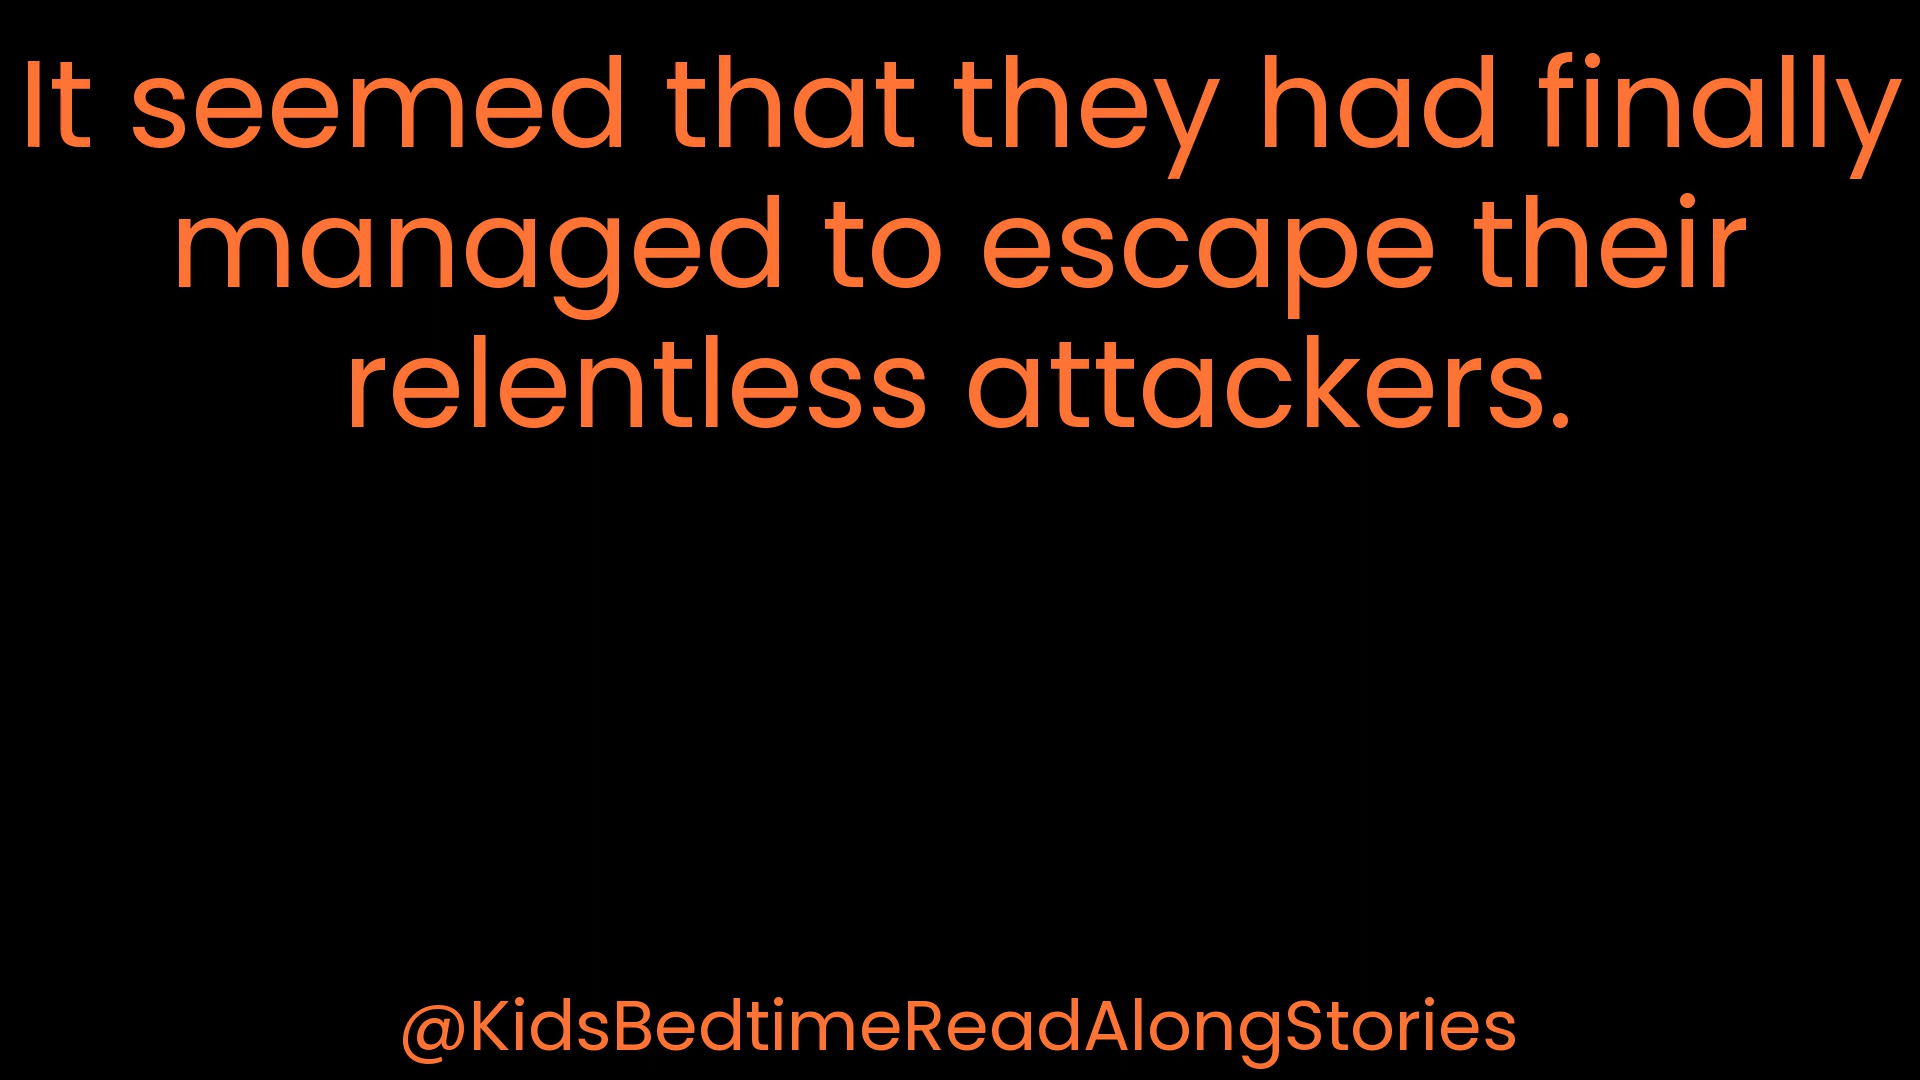 It seemed that they had finally
managed to escape their
relentless attackers.
@KidsBedtimeReadAlongStories